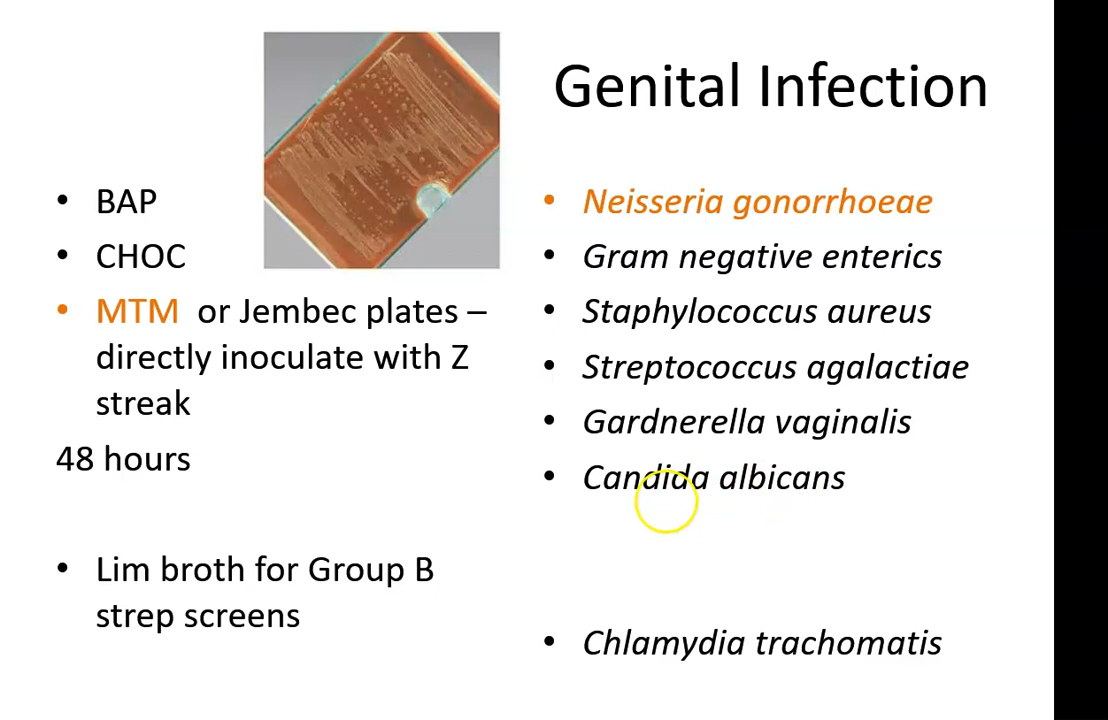 Genital Infection
• BAP
• CHOC
• MTM or Jembec plates –
directly inoculate with Z
streak
48 hours
• Lim broth for Group B
strep screens
• Neisseria gonorrhoeae
• Gram negative enterics
• Staphylococcus aureus
• Streptococcus agalactiae
• Gardnerella vaginalis
• Candida albicans
• Chlamydia trachomatis